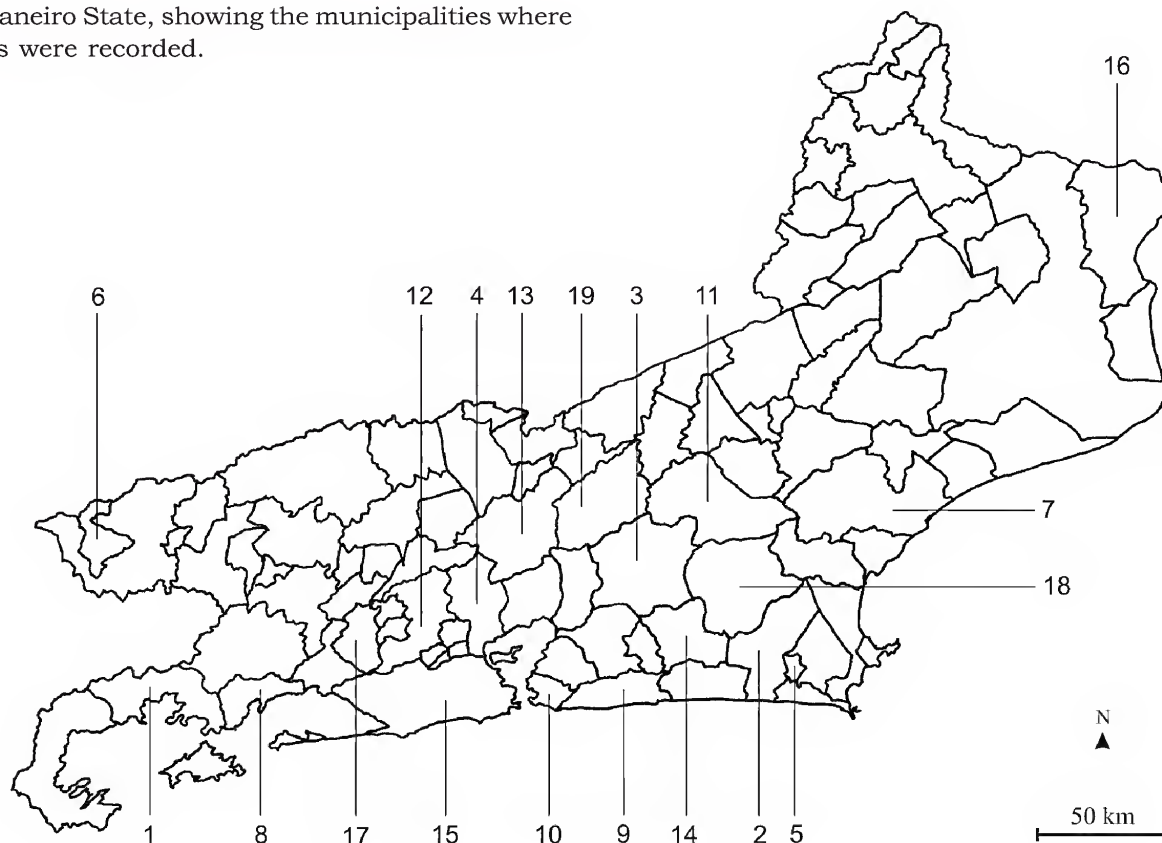 aneiro State, showing the municipalities where
s were recorded.
16
6 12 4 13 19 3 11
7
18
N
50 km
1 8 17 15 10 9 14 2 5